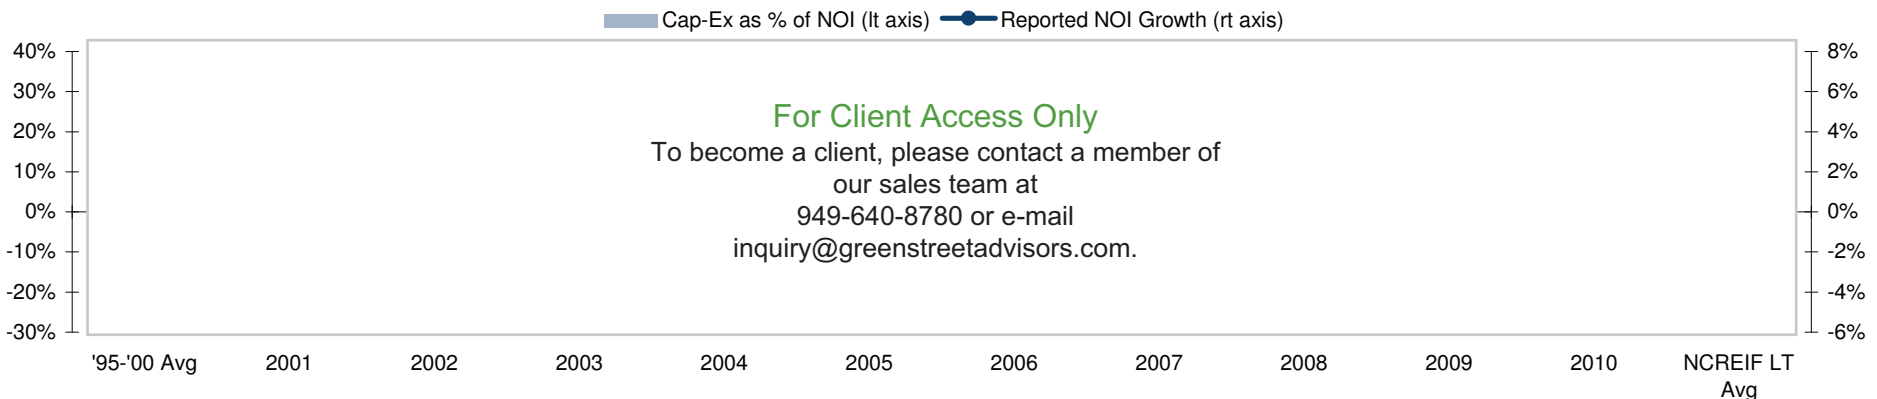 Cap-Ex as % of NOI (lt axis) Reported NOI Growth (rt axis)
40% 8%
30% 6%
For Client Access Only
20% 4%
To become a client, please contact a member of
10% 2%
our sales team at
0% 949-640-8780 or e-mail 0%
-10% inquiry@greenstreetadvisors.com. -2%
-20% -4%
-30% -6%
'95-'00 Avg 2001 2002 2003 2004 2005 2006 2007 2008 2009 2010 NCREIF LT
Avg